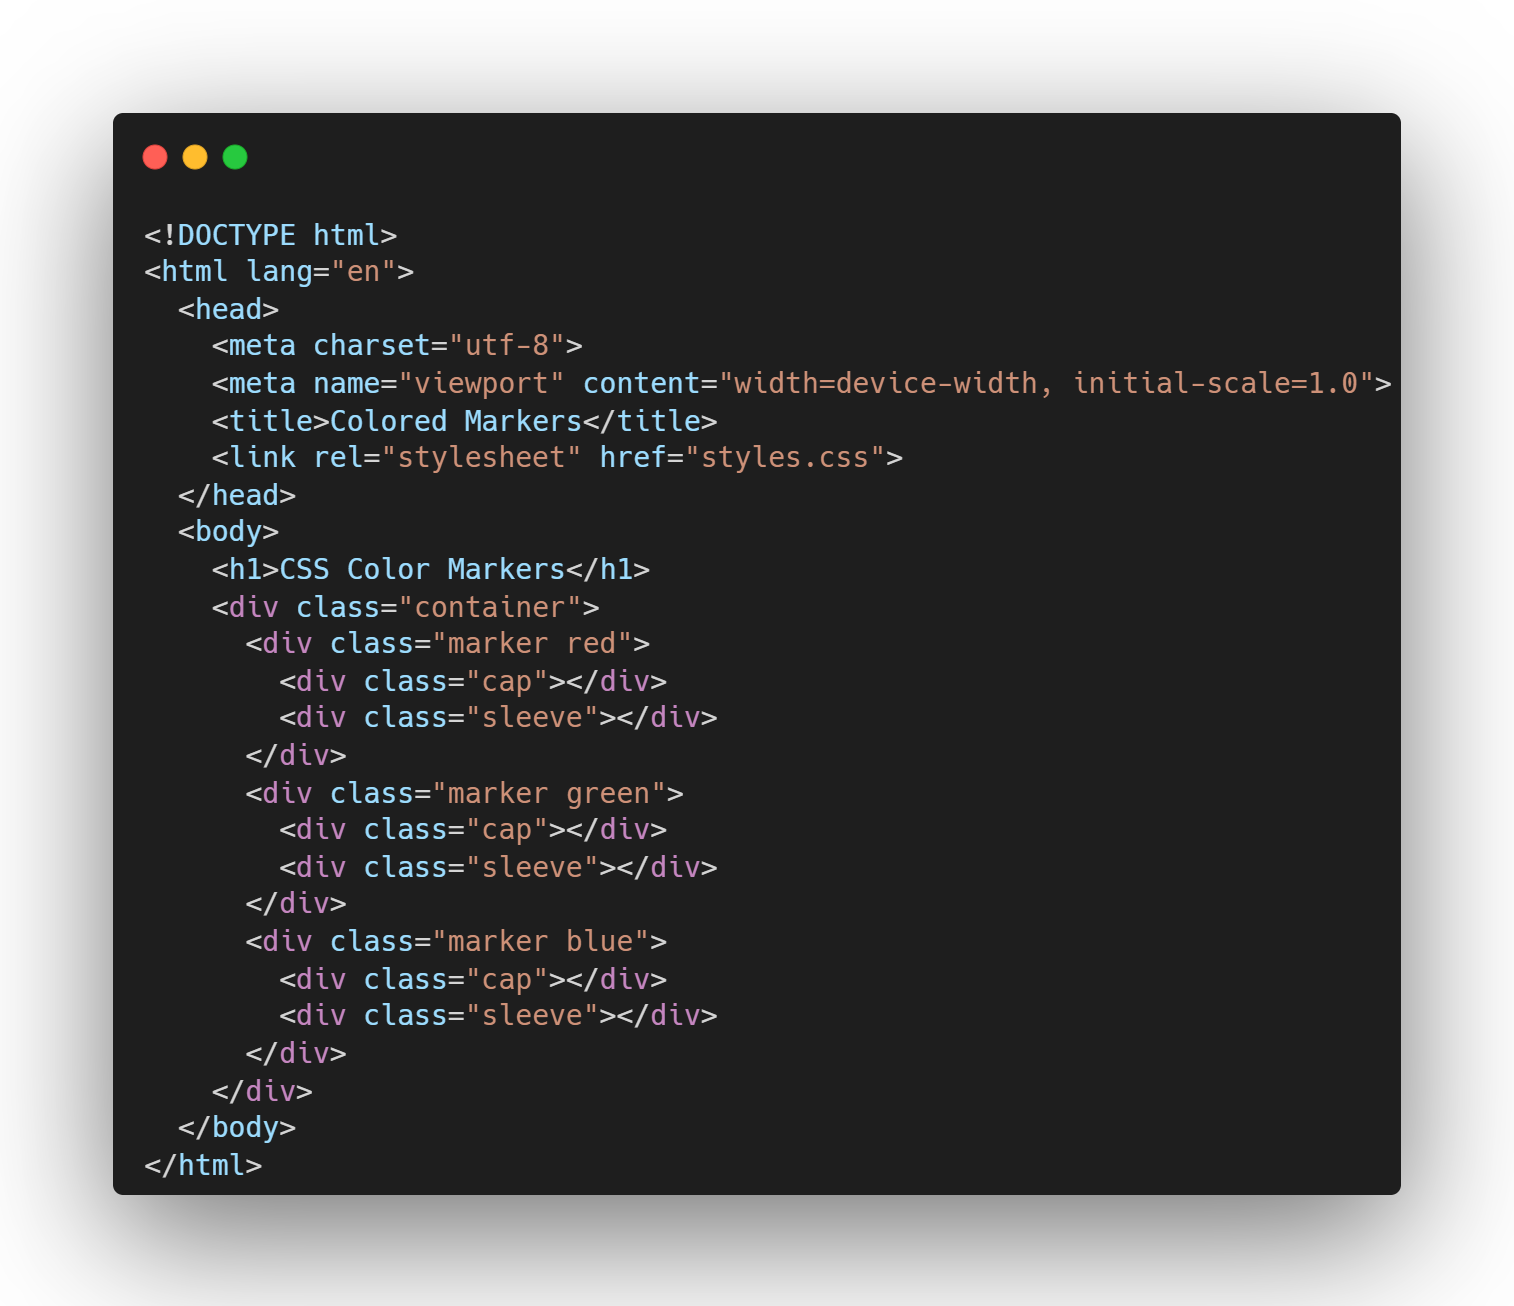 <!DOCTYPE html>
<html lang="en">
  <head>
    <meta charset="utf-8">
    <meta name="viewport" content="width=device-width, initial-scale=1.0">
    <title>Colored Markers</title>
    <link rel="stylesheet" href="styles.css">
  </head>
  <body>
    <h1>CSS Color Markers</h1>
    <div class="container">
      <div class="marker red">
        <div class="cap"></div>
        <div class="sleeve"></div>
      </div>
      <div class="marker green">
        <div class="cap"></div>
        <div class="sleeve"></div>
      </div>
      <div class="marker blue">
        <div class="cap"></div>
        <div class="sleeve"></div>
      </div>
    </div>
  </body>
</html>